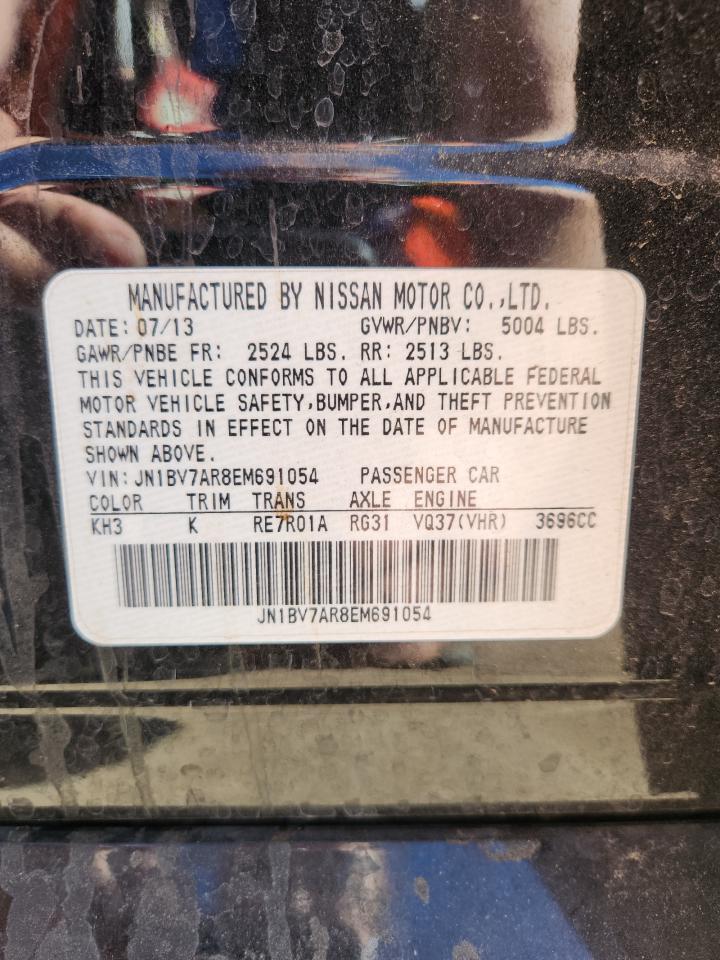 MANUFACTURED BY NISSAN MOTOR CO.,LTD.
DATE: 07/13 GVWR/PNBV: 5004 LBS.
GAWR/PNBE FR: 2524 LBS. RR: 2513 LBS.
THIS VEHICLE CONFORMS TO ALL APPLICABLE FEDERAL
MOTOR VEHICLE SAFETY,BUMPER,AND THEFT PREVENTION
STANDARDS IN EFFECT ON THE DATE OF MANUFACTURE
SHOWN ABOVE.
VIN: JN1BV7AR8EM691054 PASSENGER CAR
COLOR TRIM TRANS AXLE ENGINE
KH3 K RE7R01A RG31 VQ37(VHR) 3696CC
JN1BV7AR8EM691054